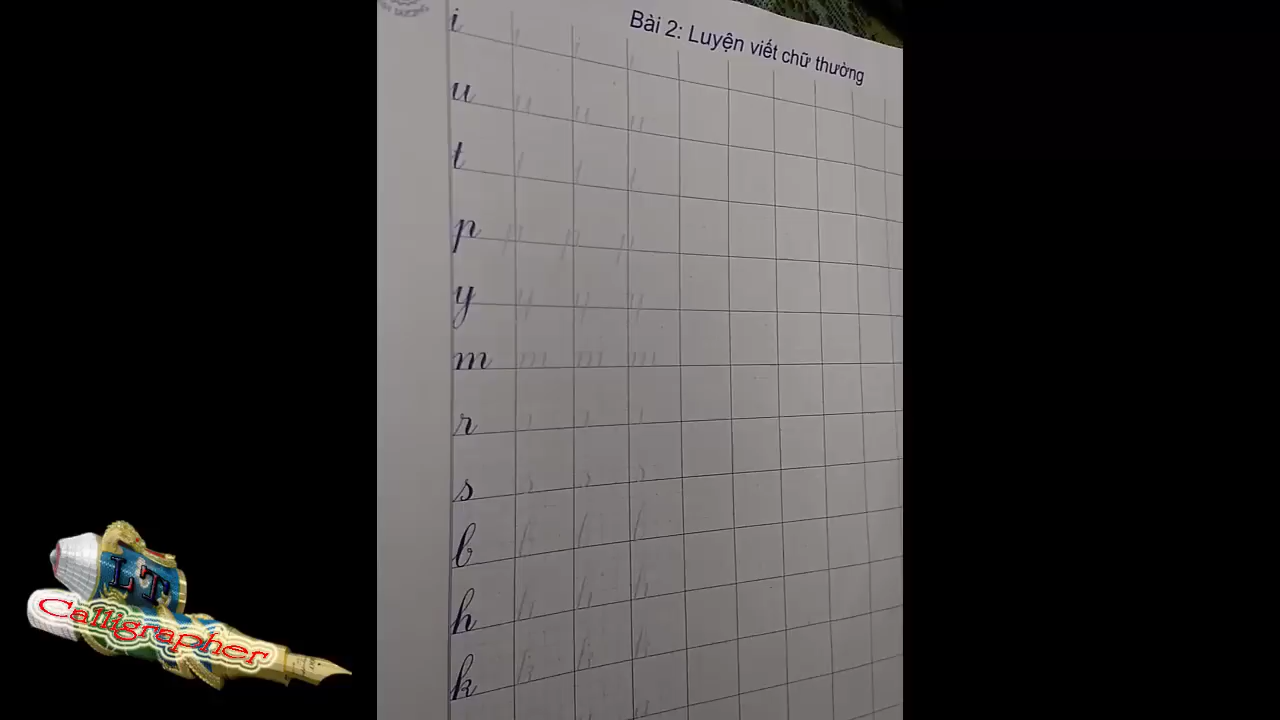 Bài 2: Luyện viết chữ thường
i
u
t
p p p p
y y y y
m m m m
r
s
b
h h h h
k k k k
LT
Calligrapher